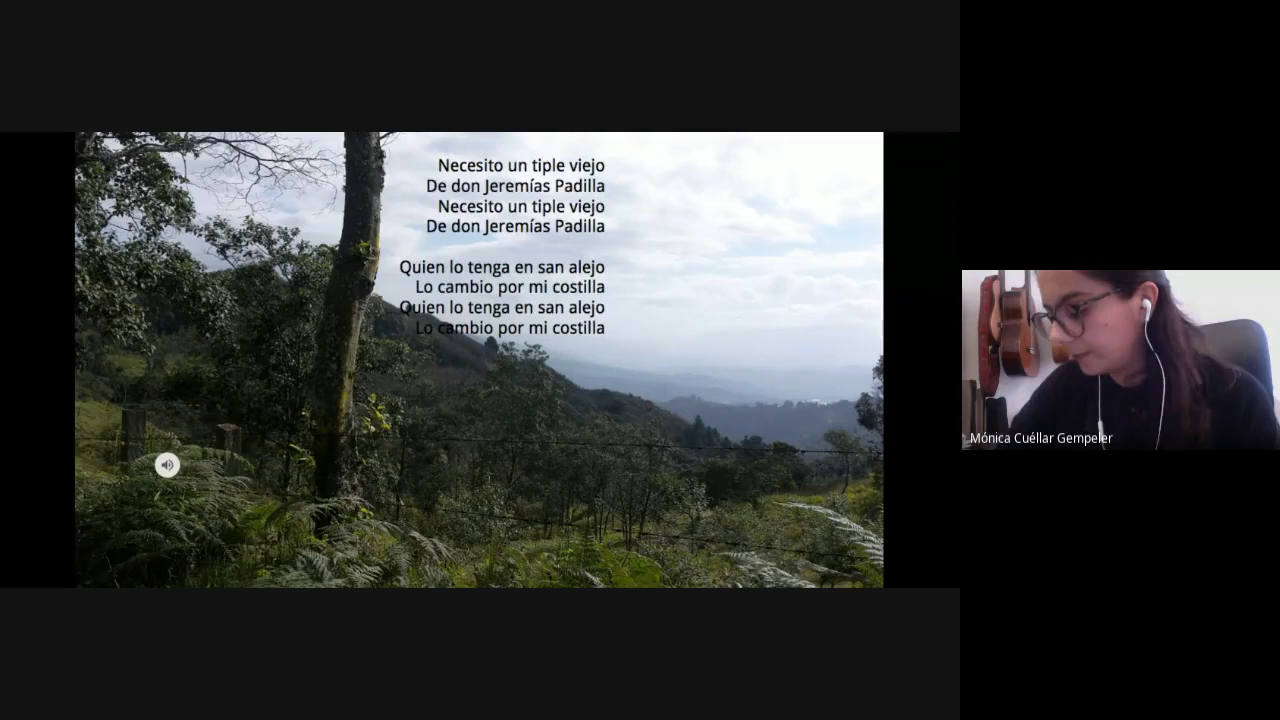 Necesito un tiple viejo
De don Jeremías Padilla
Necesito un tiple viejo
De don Jeremías Padilla
Quien lo tenga en san alejo
Lo cambio por mi costilla
Quien lo tenga en san alejo
Lo cambio por mi costilla
Mónica Cuéllar Gempeler